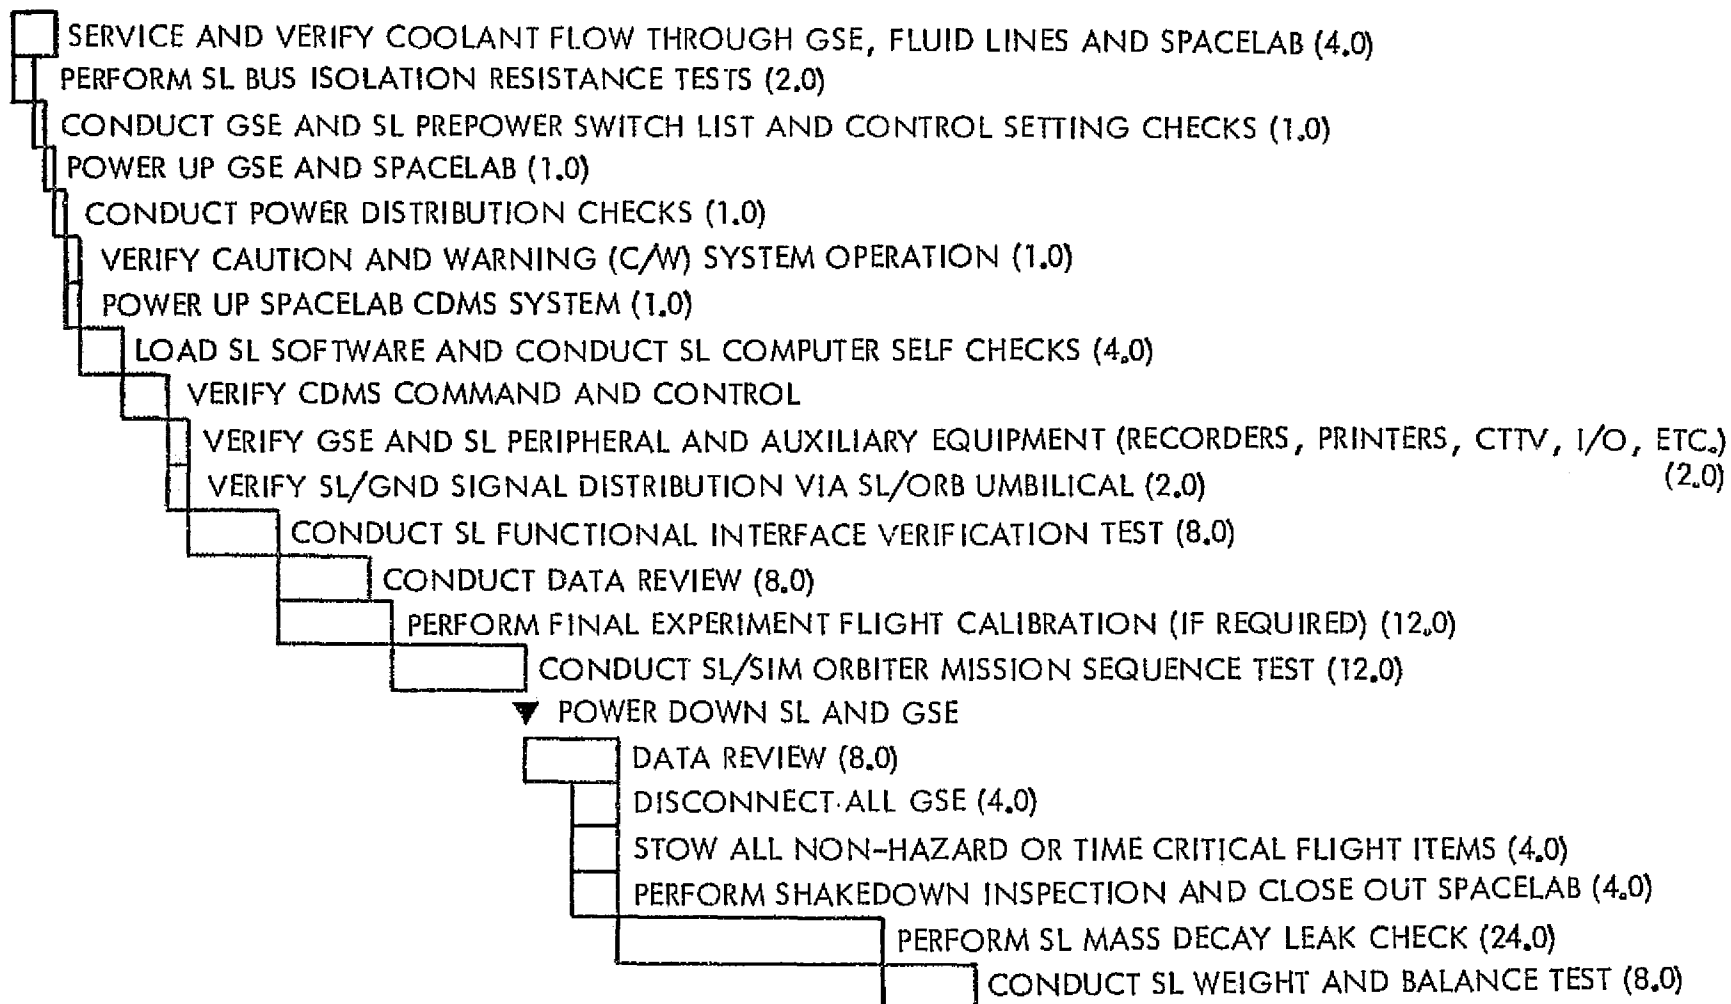 SERVICE AND VERIFY COOLANT FLOW THROUGH GSE, FLUID LINES AND SPACELAB (4.0)
PERFORM SL BUS ISOLATION RESISTANCE TESTS (2.0)
CONDUCT GSE AND SL PREPOWER SWITCH LIST AND CONTROL SETTING CHECKS (1.0)
POWER UP GSE AND SPACELAB (1.0)
CONDUCT POWER DISTRIBUTION CHECKS (1.0)
VERIFY CAUTION AND WARNING (C/W) SYSTEM OPERATION (1.0)
POWER UP SPACELAB CDMS SYSTEM (1.0)
LOAD SL SOFTWARE AND CONDUCT SL COMPUTER SELF CHECKS (4.0)
VERIFY CDMS COMMAND AND CONTROL
VERIFY GSE AND SL PERIPHERAL AND AUXILIARY EQUIPMENT (RECORDERS, PRINTERS, CTTV, I/O, ETC.)
(2.0)
VERIFY SL/GND SIGNAL DISTRIBUTION VIA SL/ORB UMBILICAL (2.0)
CONDUCT SL FUNCTIONAL INTERFACE VERIFICATION TEST (8.0)
CONDUCT DATA REVIEW (8.0)
PERFORM FINAL EXPERIMENT FLIGHT CALIBRATION (IF REQUIRED) (12.0)
CONDUCT SL/SIM ORBITER MISSION SEQUENCE TEST (12.0)
POWER DOWN SL AND GSE
DATA REVIEW (8.0)
DISCONNECT ALL GSE (4.0)
STOW ALL NON-HAZARD OR TIME CRITICAL FLIGHT ITEMS (4.0)
PERFORM SHAKEDOWN INSPECTION AND CLOSE OUT SPACELAB (4.0)
PERFORM SL MASS DECAY LEAK CHECK (24.0)
CONDUCT SL WEIGHT AND BALANCE TEST (8.0)